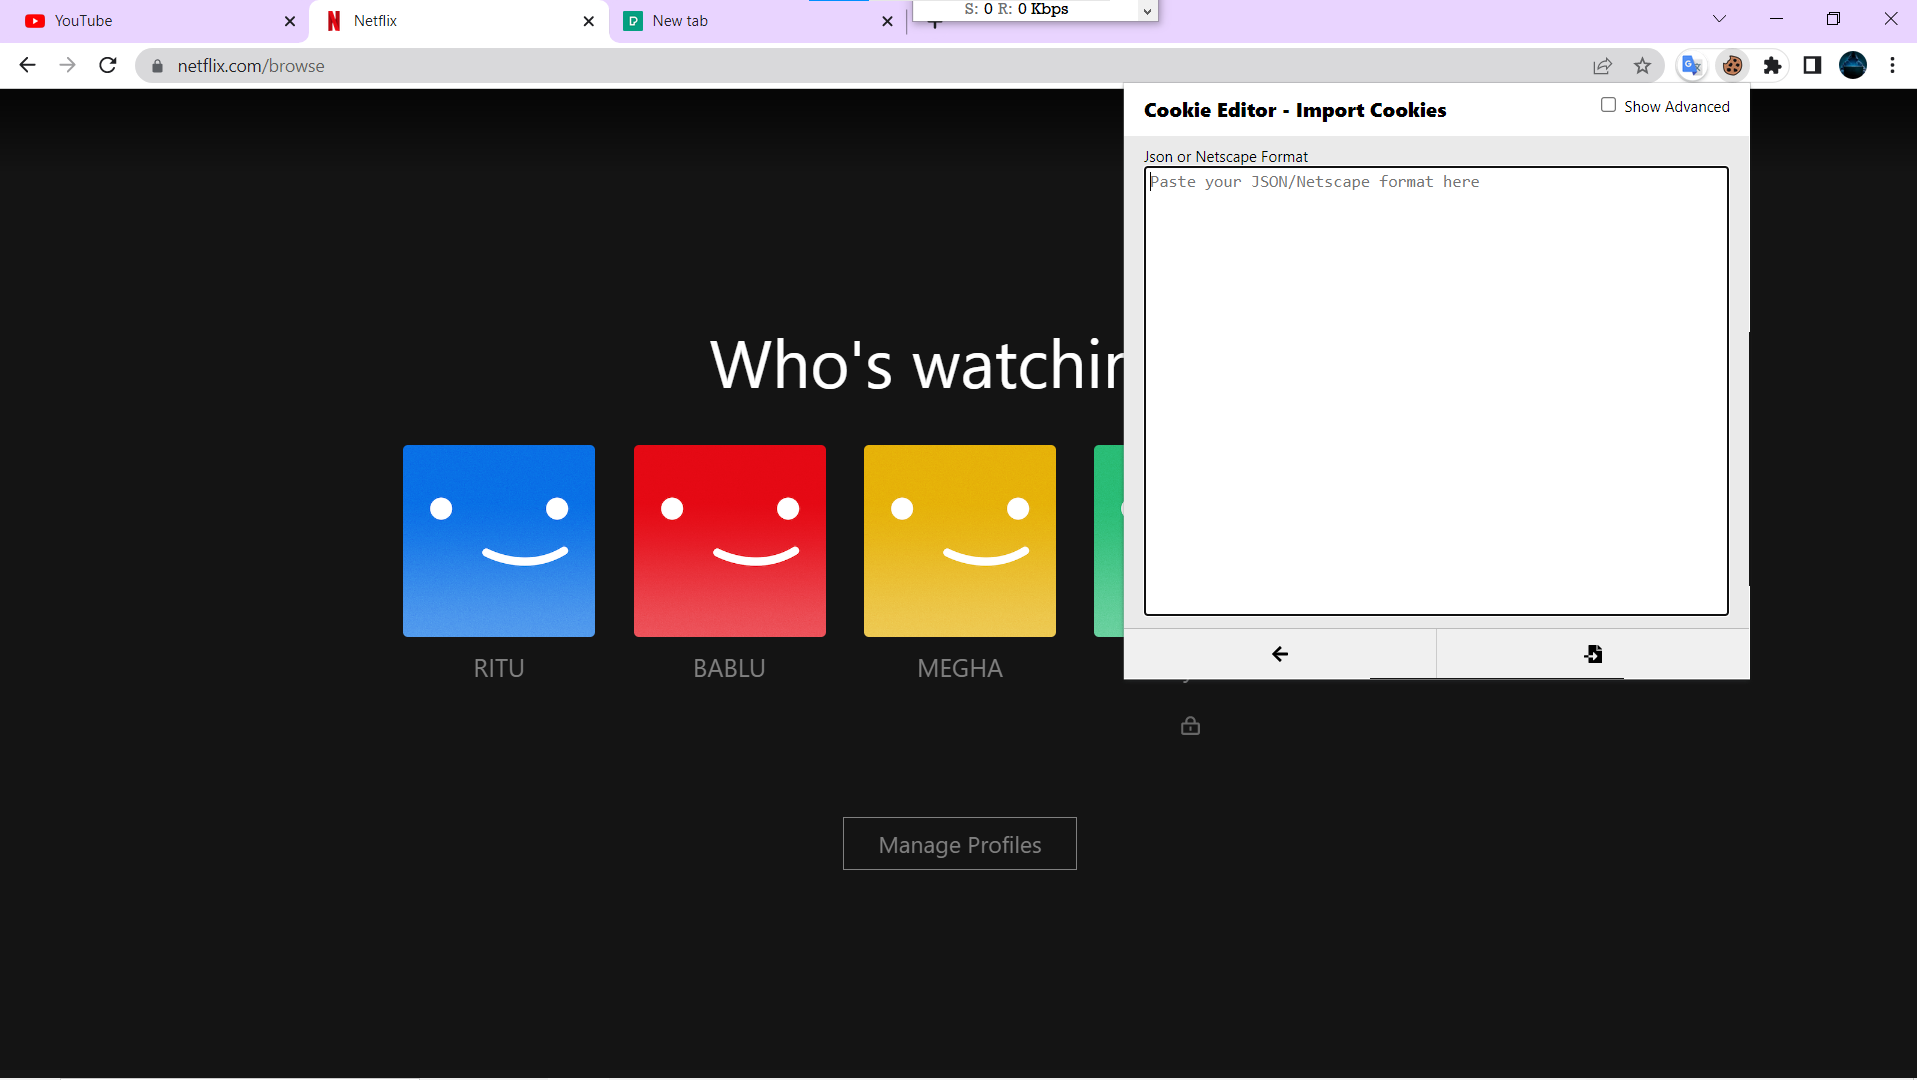 YouTube
Netflix
New tab
S: 0 R: 0 Kbps
netflix.com/browse
Cookie Editor - Import Cookies
Show Advanced
Json or Netscape Format
Paste your JSON/Netscape format here
Who's watchin
RITU
BABLU
MEGHA
Manage Profiles